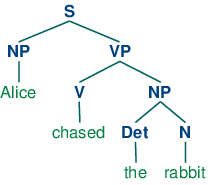 S
NP VP
Alice V NP
chased Det N
the rabbit